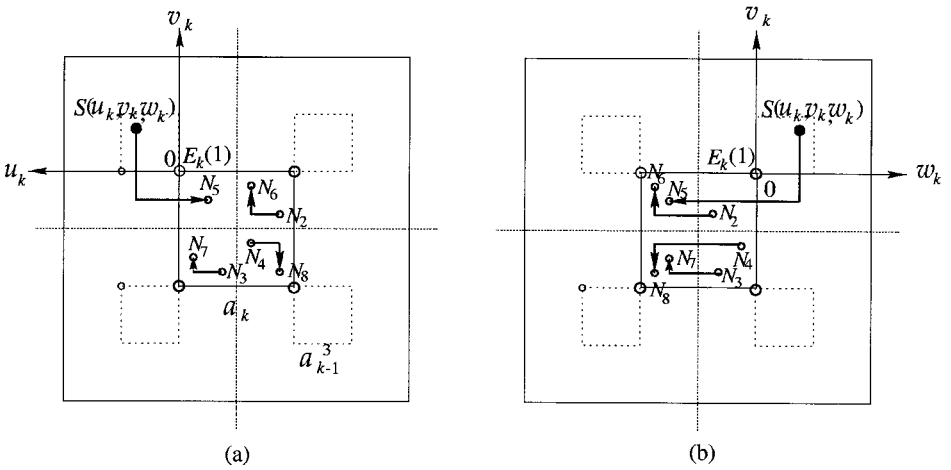 v_k
S(u_k,v_k,w_k)
0 E_k(1)
u_k
N_5 N_6
N_2
N_7 N_4
N_3 N_8
a_k
a_{k-1}^3
(a)
v_k
S(u_k,v_k,w_k)
E_k(1)
w_k
0
N_6 N_5
N_2
N_7 N_4
N_3
N_8
(b)